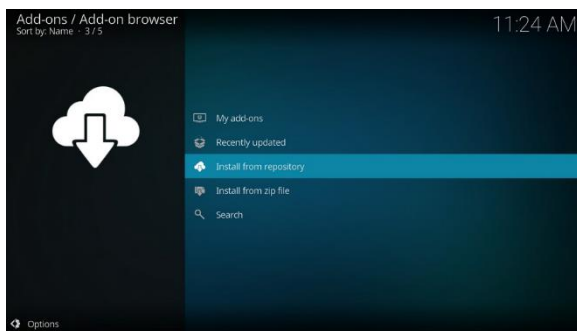 Add-ons / Add-on browser
Sort by: Name · 3 / 5
11:24 AM
My add-ons
Recently updated
Install from repository
Install from zip file
Search
Options